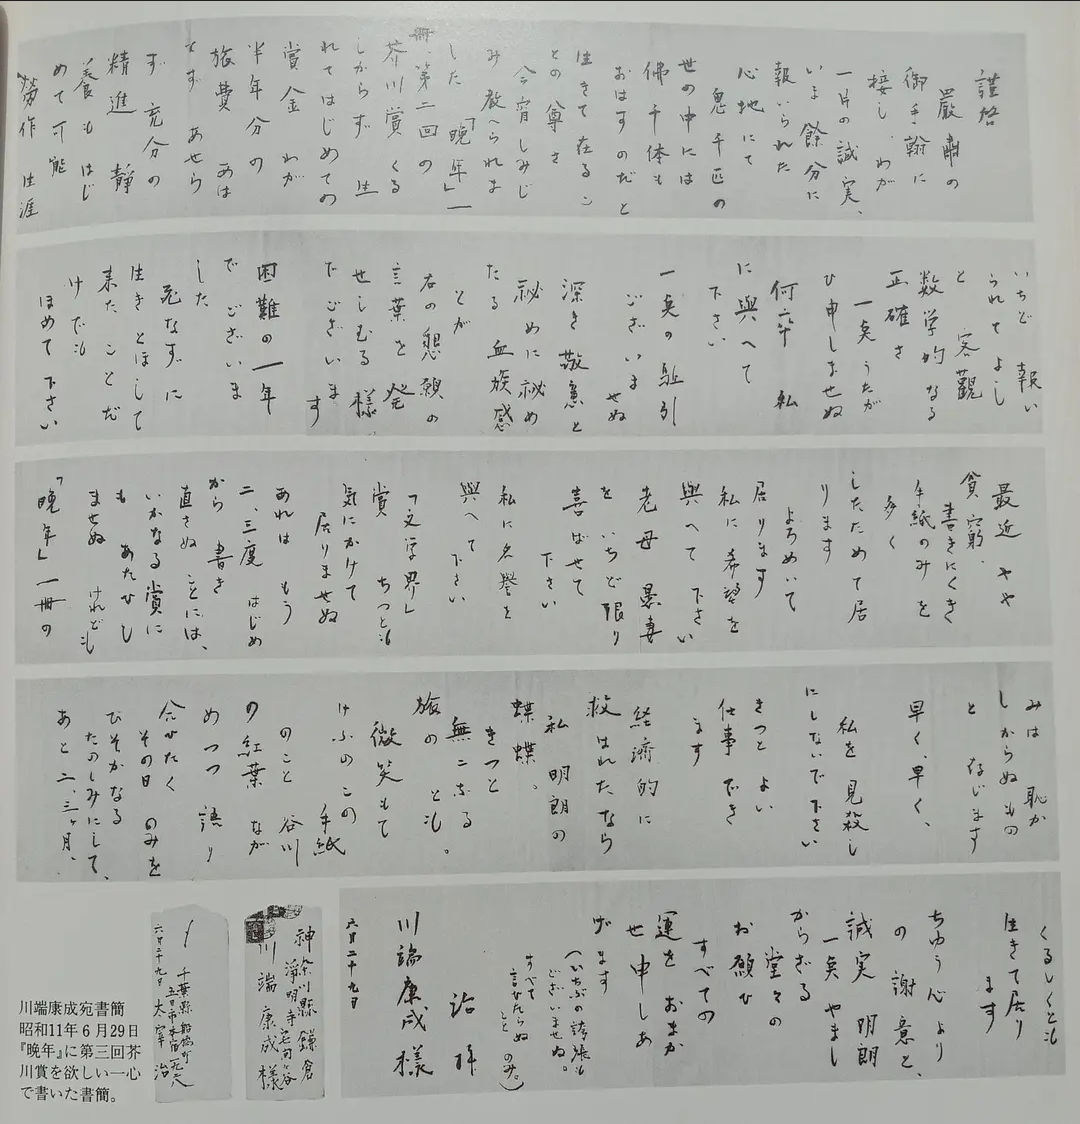 謹啓
嚴肅の
御手翰に
接し、わが
一片の誠実、
いま餘分に
報いられた
心地にて
鬼千匹の
世の中には
佛千体も
おはすのだと
生きて在るこ
との尊さ
今宵しみじ
み教へられま
した 「晩年」一
冊、第二回の
芥川賞くる
しからず 生
れてはじめての
賞金 わが
半年分の
旅費 あは
てず あせら
ず 充分の
精進 静
養も はじ
めて可能
勞作 生涯
いちど 報い
られてよし
と 客觀
数学的なる
正確さ
一点うたが
ひ申しませぬ
何卒 私
に與へて
下さい
一点の駈引
ございませぬ
深き敬意と
秘めに秘め
たる血族感
とが
右の懇願の
言葉を発
せしむる様
でございます
困難の一年
でございま
した
死なずに
生きとほして
来たことだ
けでも
ほめて下さい
最近やや
貧窮、
書きにくき
手紙のみを
多く
したためて居
ります
よろめいて
居ります
私に希望を
與へて下さい
老母 愚妻
を いちど限り
喜ばせて
下さい
私に名誉を
與へて下さい
「文学界」
賞 ちつとも
気にかけて
居りませぬ
あれは もう
二、三度 はじめ
から 書き
直さぬことには、
いかなる賞に
も あたひし
ませぬ けれども
「晩年」一冊の
みは 恥か
しからぬもの
と 存じます
早く、早く、
私を見殺し
にしないで下さい
きつとよい
仕事できます
経済的に
救はれたなら
私 明朗の
蝶蝶。
きつと
無二なる
旅のとも。
微笑もて
けふのこの手紙
のこと 谷川
の紅葉 なが
めつつ 語り
合ひたく
その日のみを
ひそかなる
たのしみにして、
あと二、三ヶ月、
くるしくとも
生きて居り
ます
ちゆう心より
の 謝意と、
誠実 明朗
一点やまし
からざる
堂々の
お願ひ
すべての
運をおまか
せ申しあ
げます
(いちぶの誇張も
ございませぬ。
すべて
言ひたらぬこと
のみ。)
治 拝
川端康成様
六月二十九日
神奈川縣鎌倉
浄明寺宅間ヶ谷
川端康成様
千葉縣船橋町
五日市本宿一九二八
太宰治
六月二十九日
川端康成宛書簡
昭和11年6月29日
『晩年』に第三回芥
川賞を欲しい一心
で書いた書簡。